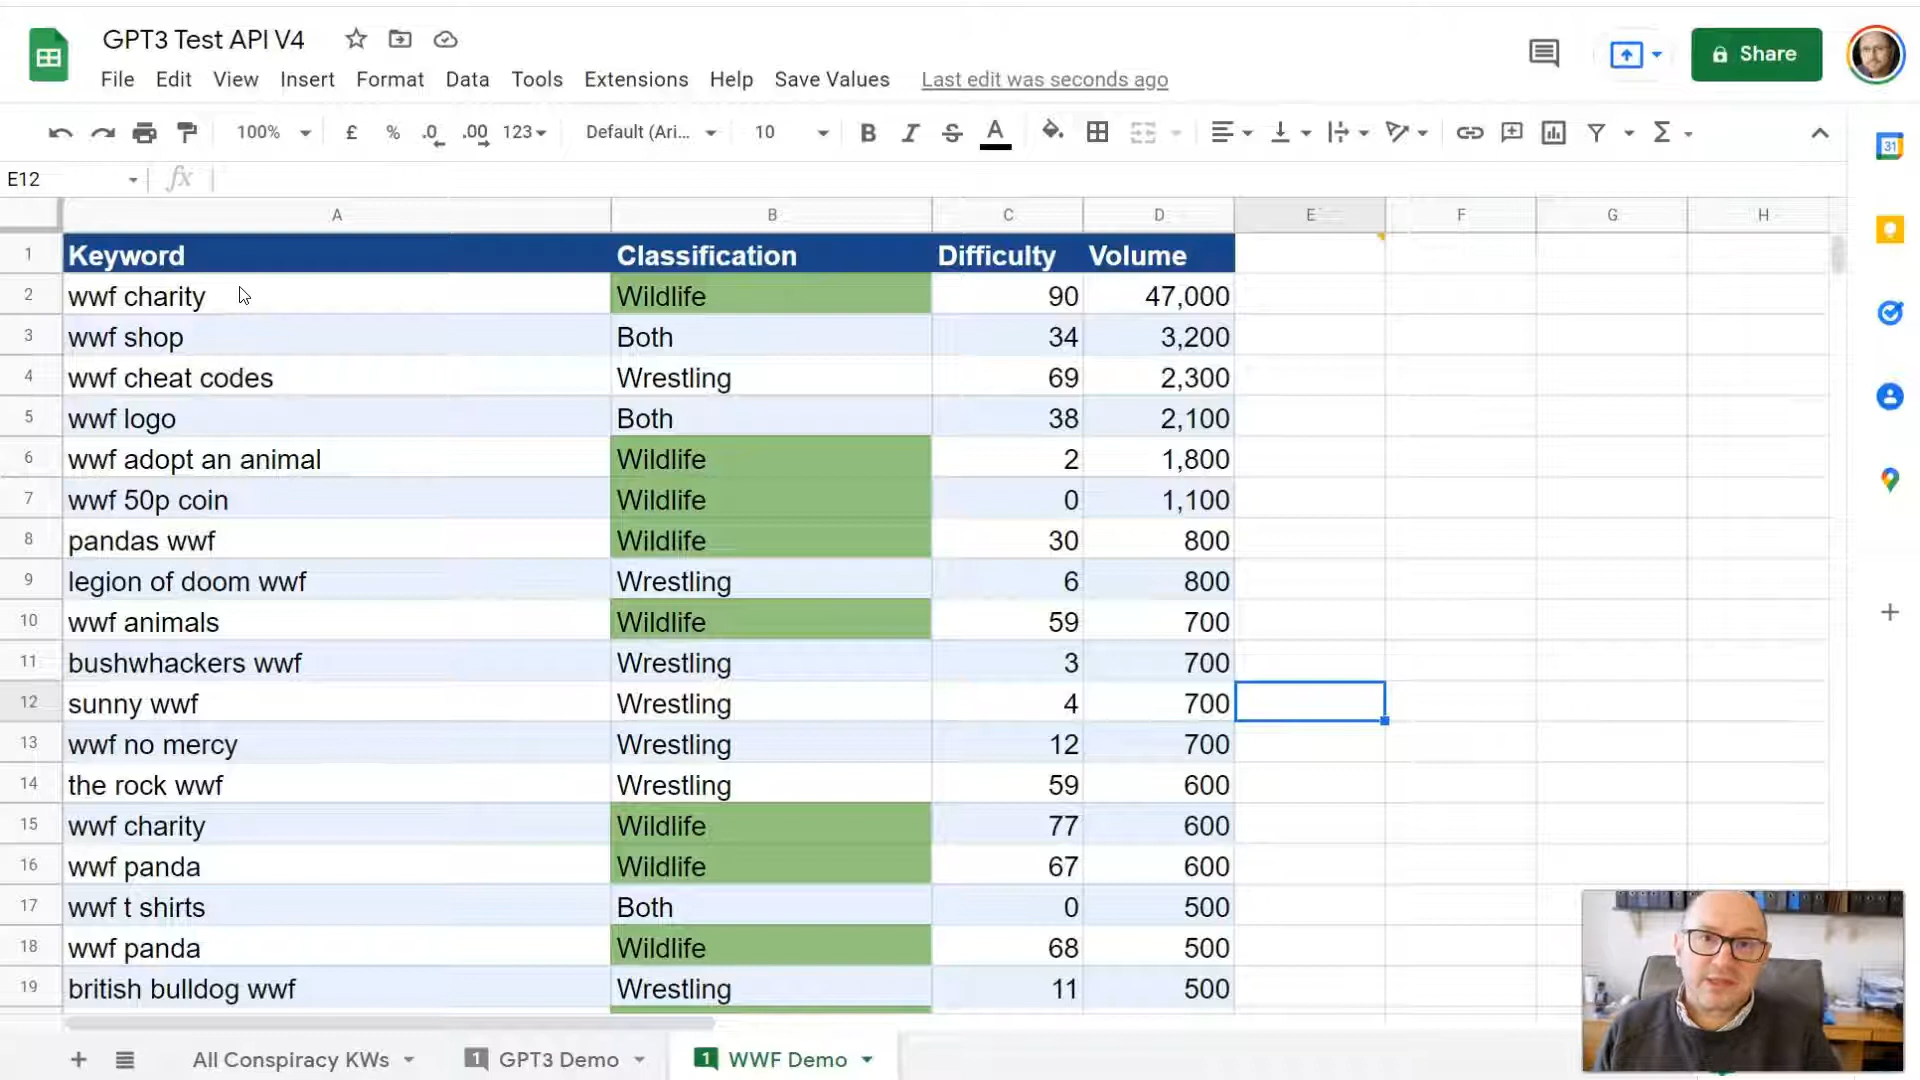 GPT3 Test API V4
File Edit View Insert Format Data Tools Extensions Help Save Values Last edit was seconds ago
Share
100% £ % .0 .00 123 Default (Ari... 10 B I S A Σ
31
E12 fx
A B C D E F G H
1 Keyword Classification Difficulty Volume
2 wwf charity Wildlife 90 47,000
3 wwf shop Both 34 3,200
4 wwf cheat codes Wrestling 69 2,300
5 wwf logo Both 38 2,100
6 wwf adopt an animal Wildlife 2 1,800
7 wwf 50p coin Wildlife 0 1,100
8 pandas wwf Wildlife 30 800
9 legion of doom wwf Wrestling 6 800
10 wwf animals Wildlife 59 700
11 bushwhackers wwf Wrestling 3 700
12 sunny wwf Wrestling 4 700
13 wwf no mercy Wrestling 12 700
14 the rock wwf Wrestling 59 600
15 wwf charity Wildlife 77 600
16 wwf panda Wildlife 67 600
17 wwf t shirts Both 0 500
18 wwf panda Wildlife 68 500
19 british bulldog wwf Wrestling 11 500
All Conspiracy KWs 1 GPT3 Demo 1 WWF Demo